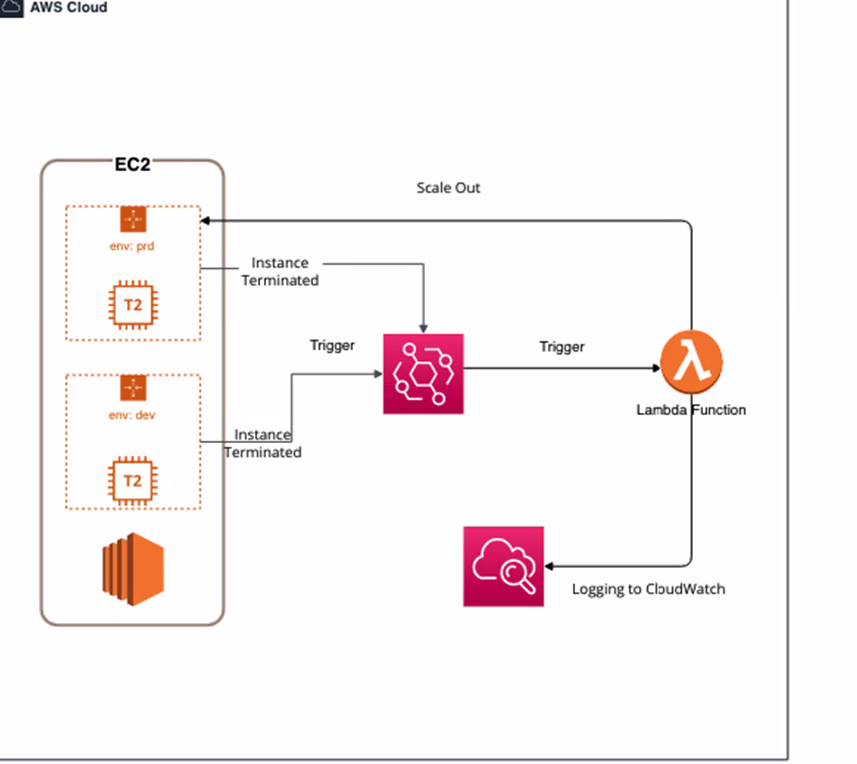 AWS Cloud
EC2
Scale Out
env: prd
Instance
Terminated
T2
Trigger
Trigger
env: dev
Lambda Function
Instance
Terminated
T2
Logging to CloudWatch